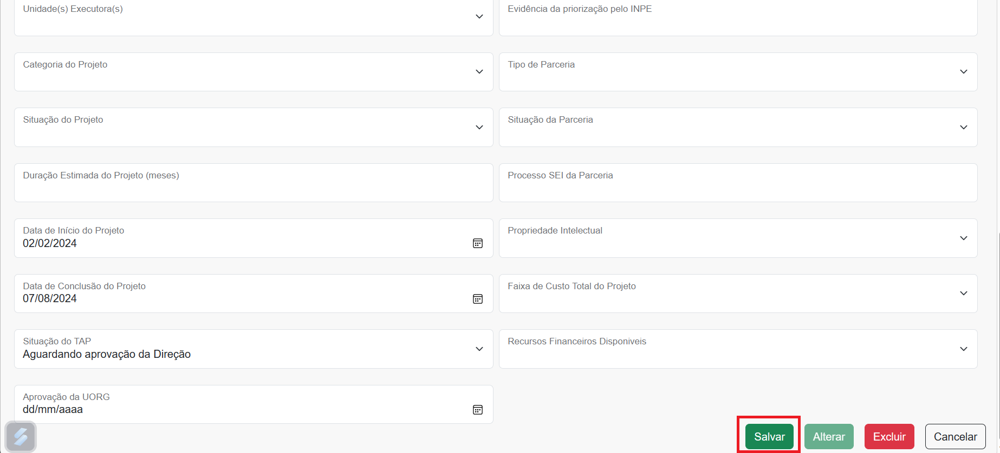 Unidade(s) Executora(s)
Evidência da priorização pelo INPE
Categoria do Projeto
Tipo de Parceria
Situação do Projeto
Situação da Parceria
Duração Estimada do Projeto (meses)
Processo SEI da Parceria
Data de Início do Projeto
02/02/2024
Propriedade Intelectual
Data de Conclusão do Projeto
07/08/2024
Faixa de Custo Total do Projeto
Situação do TAP
Aguardando aprovação da Direção
Recursos Financeiros Disponiveis
Aprovação da UORG
dd/mm/aaaa
Salvar
Alterar
Excluir
Cancelar